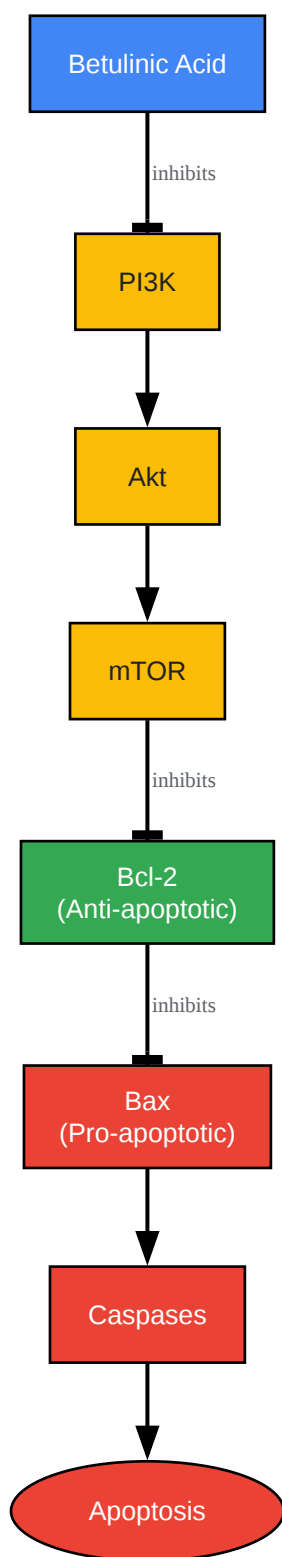 Betulinic Acid
inhibits
PI3K
Akt
mTOR
inhibits
Bcl-2
(Anti-apoptotic)
inhibits
Bax
(Pro-apoptotic)
Caspases
Apoptosis